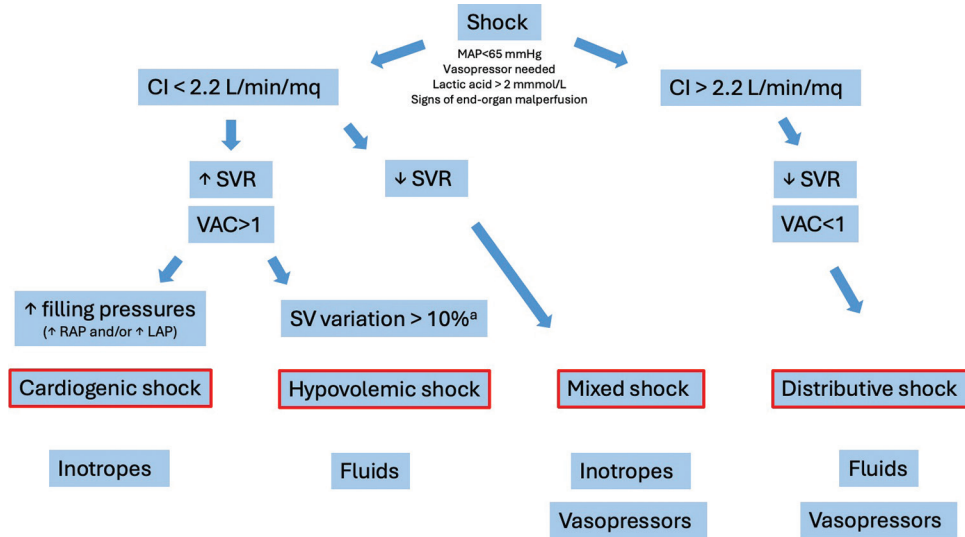 Shock
MAP<65 mmHg
Vasopressor needed
Lactic acid > 2 mmmol/L
Signs of end-organ malperfusion
CI < 2.2 L/min/mq
CI > 2.2 L/min/mq
↑ SVR
↓ SVR
↓ SVR
VAC>1
VAC<1
↑ filling pressures
(↑ RAP and/or ↑ LAP)
SV variation > 10%ᵃ
Cardiogenic shock
Hypovolemic shock
Mixed shock
Distributive shock
Inotropes
Fluids
Inotropes
Fluids
Vasopressors
Vasopressors